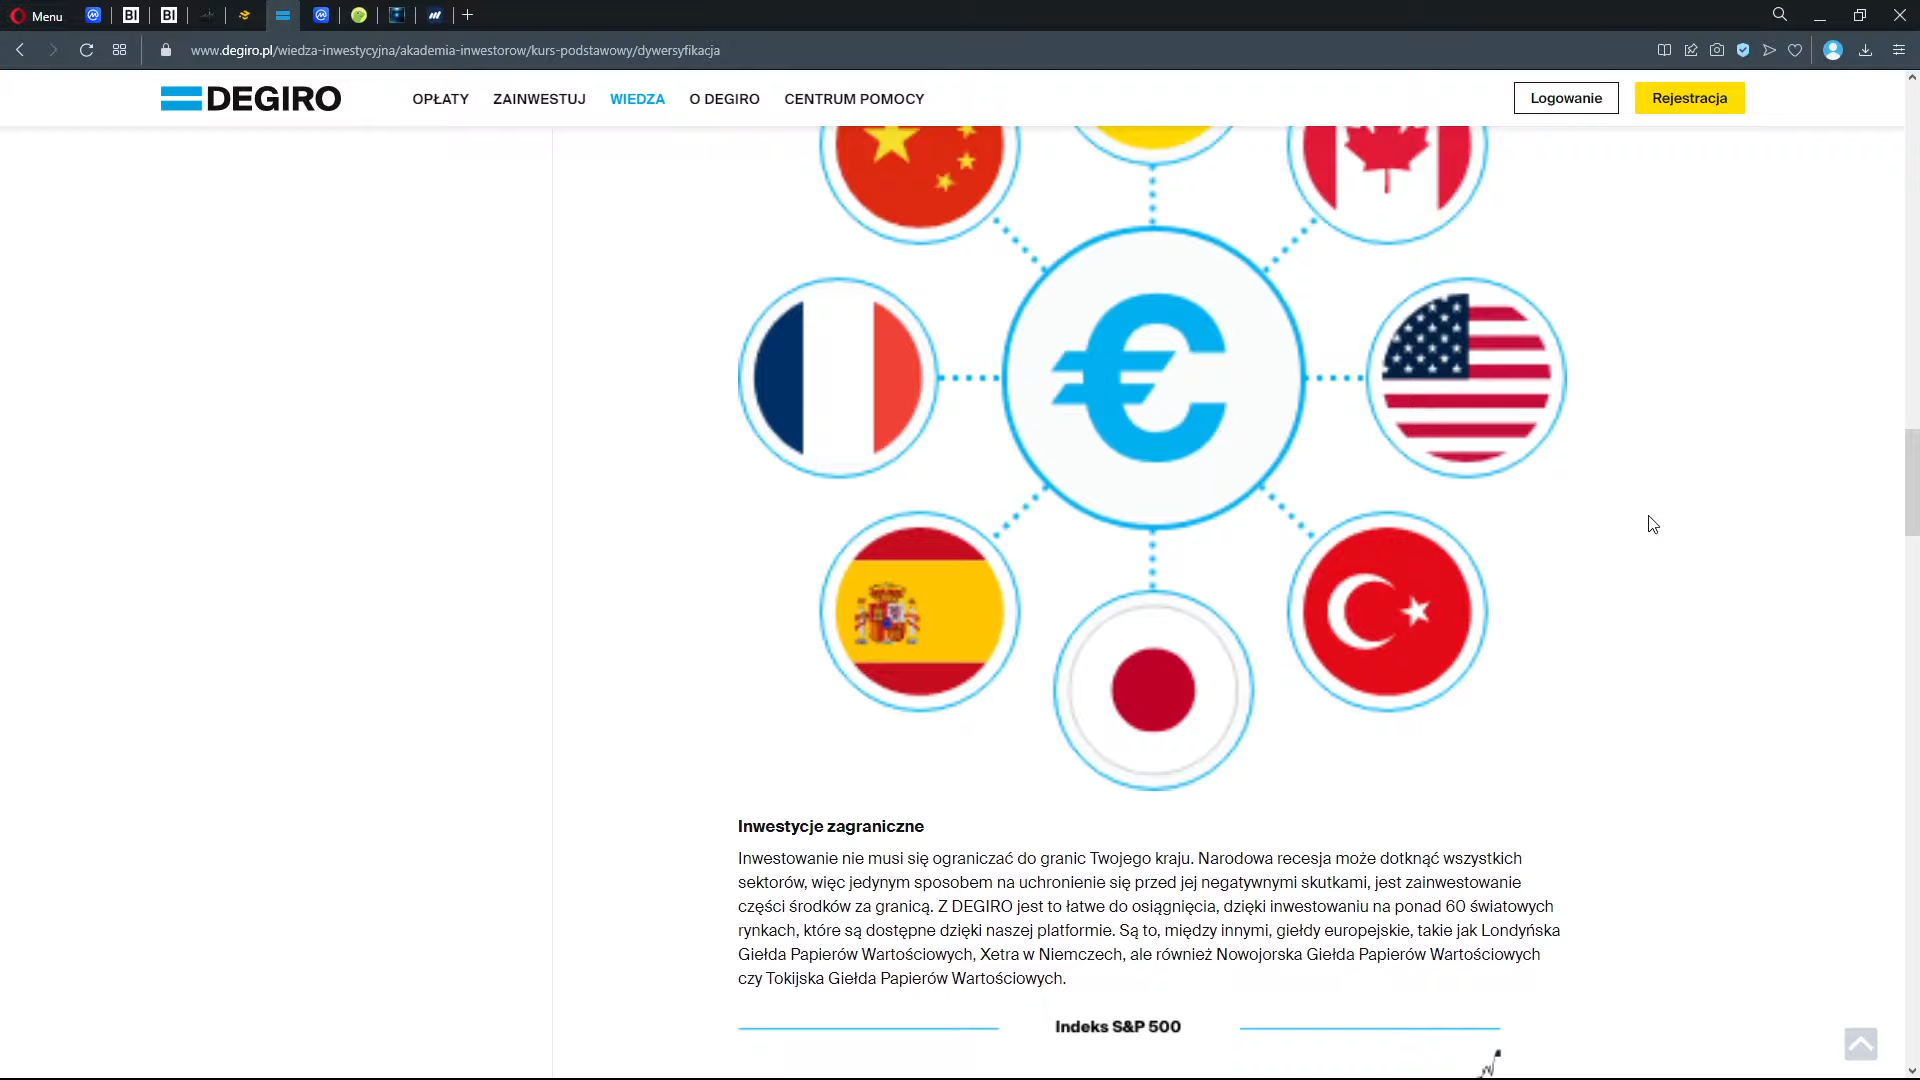 Menu
BI
BI
www.degiro.pl/wiedza-inwestycyjna/akademia-inwestorow/kurs-podstawowy/dywersyfikacja
DEGIRO
OPŁATY ZAINWESTUJ WIEDZA O DEGIRO CENTRUM POMOCY
Logowanie
Rejestracja
€
Inwestycje zagraniczne
Inwestowanie nie musi się ograniczać do granic Twojego kraju. Narodowa recesja może dotknąć wszystkich
sektorów, więc jedynym sposobem na uchronienie się przed jej negatywnymi skutkami, jest zainwestowanie
części środków za granicą. Z DEGIRO jest to łatwe do osiągnięcia, dzięki inwestowaniu na ponad 60 światowych
rynkach, które są dostępne dzięki naszej platformie. Są to, między innymi, giełdy europejskie, takie jak Londyńska
Giełda Papierów Wartościowych, Xetra w Niemczech, ale również Nowojorska Giełda Papierów Wartościowych
czy Tokijska Giełda Papierów Wartościowych.
Indeks S&P 500